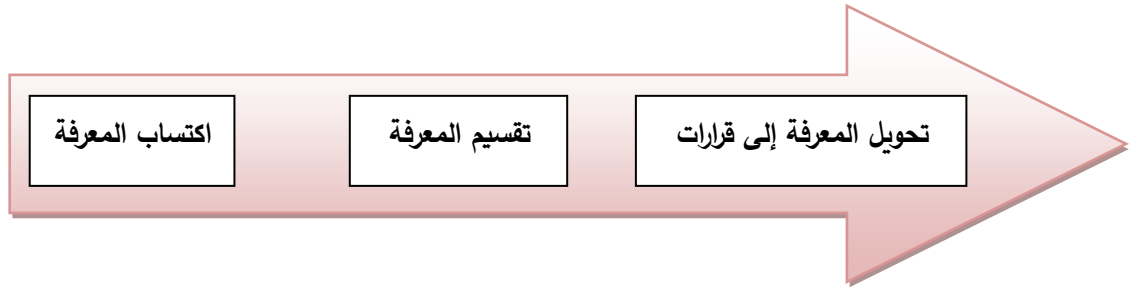 اكتساب المعرفة
تقسيم المعرفة
تحويل المعرفة إلى قرارات